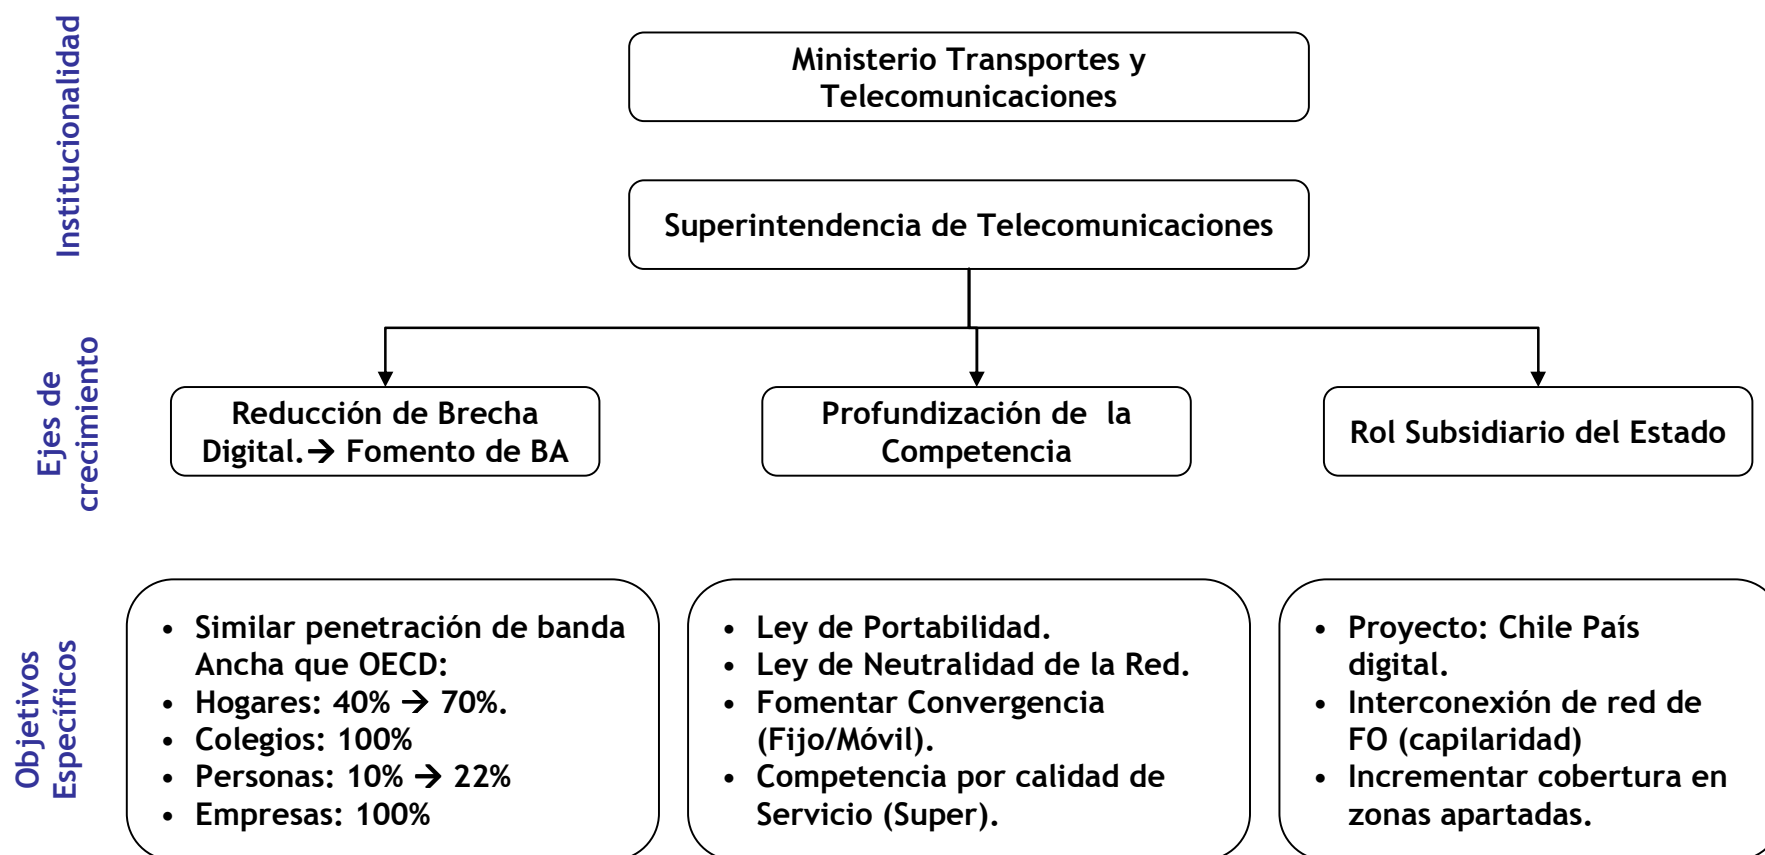 Institucionalidad
Ministerio Transportes y
Telecomunicaciones
Superintendencia de Telecomunicaciones
Ejes de
crecimiento
Reducción de Brecha
Digital.→ Fomento de BA
Profundización de la
Competencia
Rol Subsidiario del Estado
Objetivos
Específicos
• Similar penetración de banda
Ancha que OECD:
• Hogares: 40% → 70%.
• Colegios: 100%
• Personas: 10% → 22%
• Empresas: 100%
• Ley de Portabilidad.
• Ley de Neutralidad de la Red.
• Fomentar Convergencia
(Fijo/Móvil).
• Competencia por calidad de
Servicio (Super).
• Proyecto: Chile País
digital.
• Interconexión de red de
FO (capilaridad)
• Incrementar cobertura en
zonas apartadas.